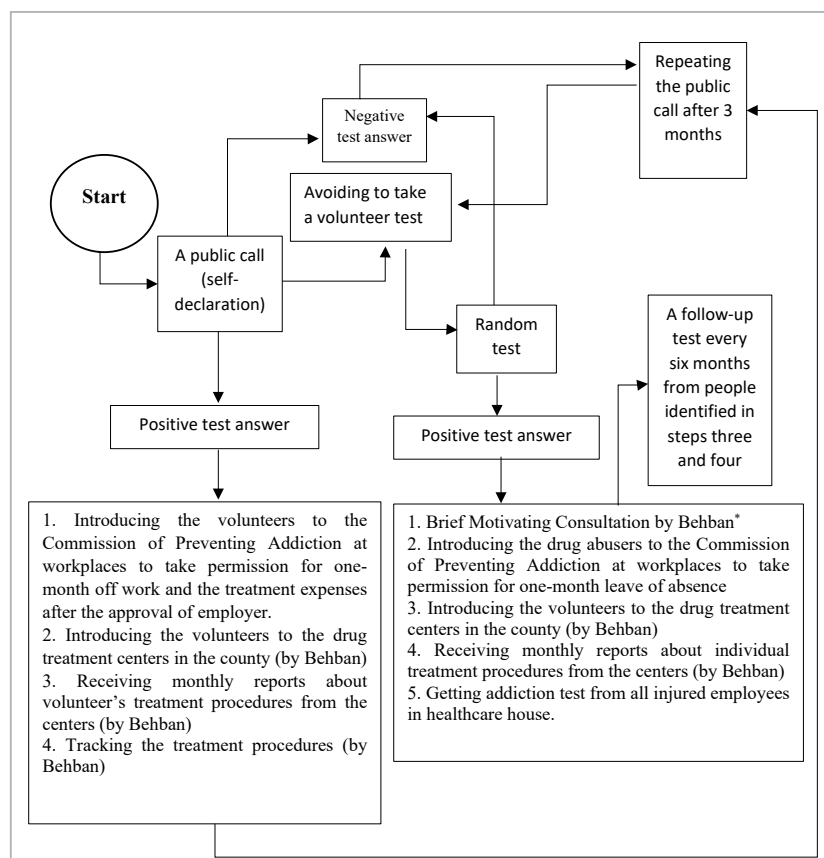 Start
A public call
(self-
declaration)
Negative
test answer
Avoiding to take
a volunteer test
Repeating
the public
call after 3
months
Random
test
A follow-up
test every
six months
from people
identified in
steps three
and four
Positive test answer
Positive test answer
1. Introducing the volunteers to the
Commission of Preventing Addiction at
workplaces to take permission for one-
month off work and the treatment expenses
after the approval of employer.
2. Introducing the volunteers to the drug
treatment centers in the county (by Behban)
3. Receiving monthly reports about
volunteer's treatment procedures from the
centers (by Behban)
4. Tracking the treatment procedures (by
Behban)
1. Brief Motivating Consultation by Behban*
2. Introducing the drug abusers to the Commission
of Preventing Addiction at workplaces to take
permission for one-month leave of absence
3. Introducing the volunteers to the drug treatment
centers in the county (by Behban)
4. Receiving monthly reports about individual
treatment procedures from the centers (by Behban)
5. Getting addiction test from all injured employees
in healthcare house.